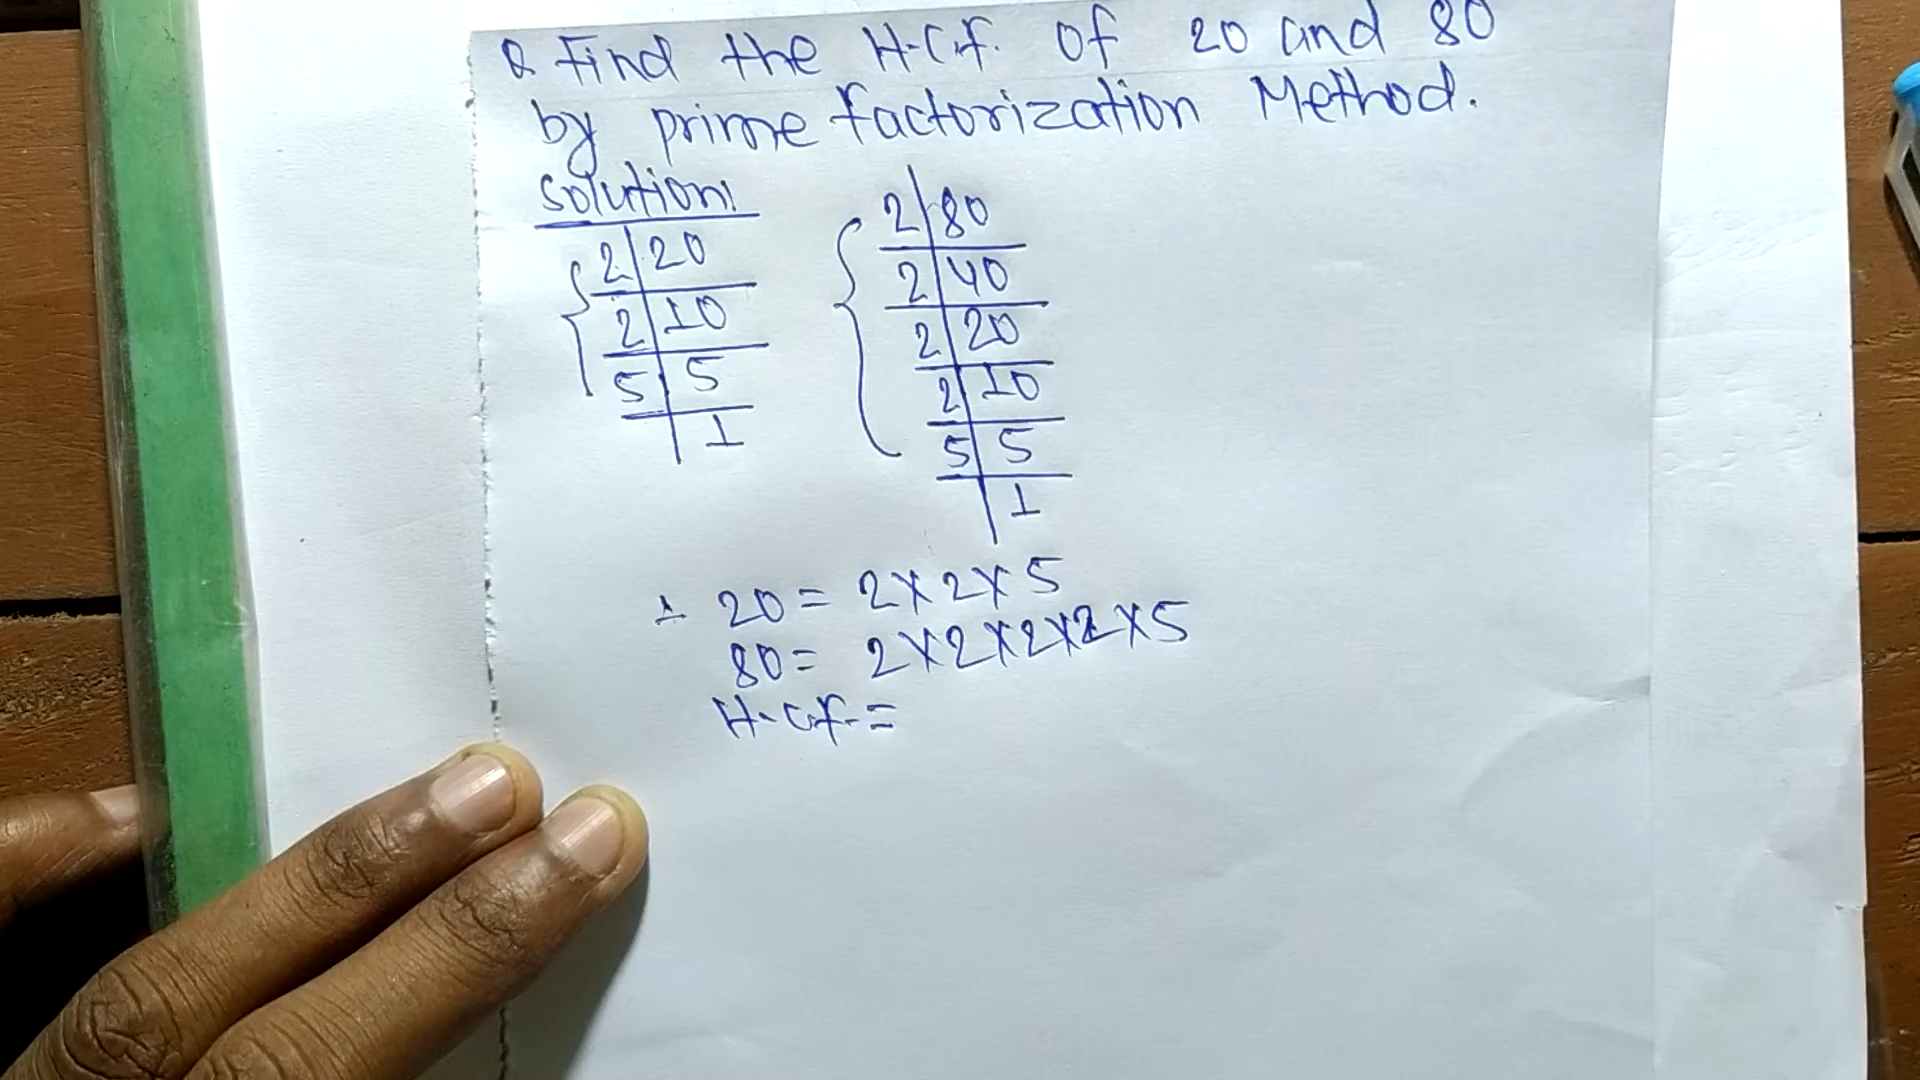 Q Find the H.C.F. of 20 and 80
by prime factorization Method.
solution:
2 20
2 10
5 5
1
2 80
2 40
2 20
2 10
5 5
1
∴ 20 = 2×2×5
80 = 2×2×2×2×5
H.C.F. =